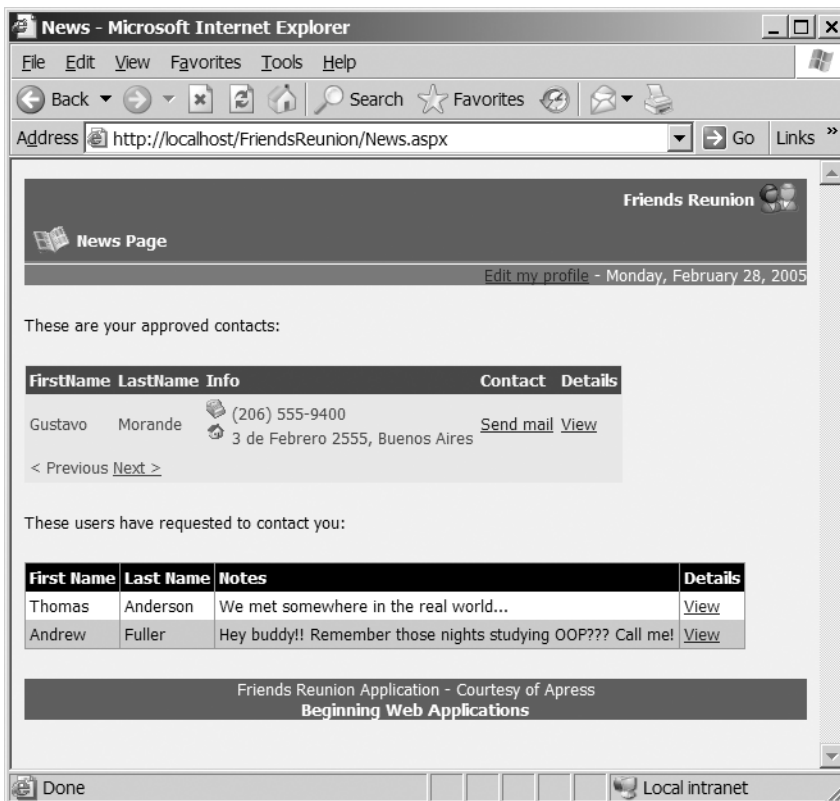 News - Microsoft Internet Explorer
File Edit View Favorites Tools Help
Back Search Favorites
Address http://localhost/FriendsReunion/News.aspx Go Links »
Friends Reunion
News Page
Edit my profile - Monday, February 28, 2005
These are your approved contacts:
FirstName LastName Info Contact Details
Gustavo Morande (206) 555-9400 Send mail View
3 de Febrero 2555, Buenos Aires
< Previous Next >
These users have requested to contact you:
First Name Last Name Notes Details
Thomas Anderson We met somewhere in the real world... View
Andrew Fuller Hey buddy!! Remember those nights studying OOP??? Call me! View
Friends Reunion Application - Courtesy of Apress
Beginning Web Applications
Done Local intranet